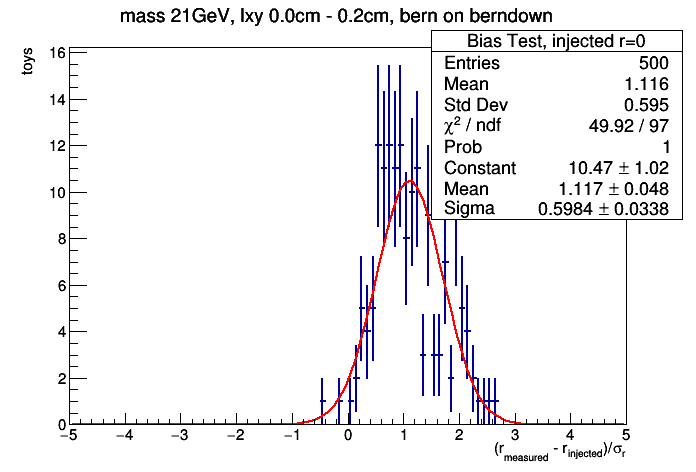 mass 21GeV, lxy 0.0cm - 0.2cm, bern on berndown
Bias Test, injected r=0
Entries 500
Mean 1.116
Std Dev 0.595
χ² / ndf 49.92 / 97
Prob 1
Constant 10.47 ± 1.02
Mean 1.117 ± 0.048
Sigma 0.5984 ± 0.0338
toys
16
14
12
10
8
6
4
2
0
−5 −4 −3 −2 −1 0 1 2 3 4 5
(r_measured - r_injected)/σ_r